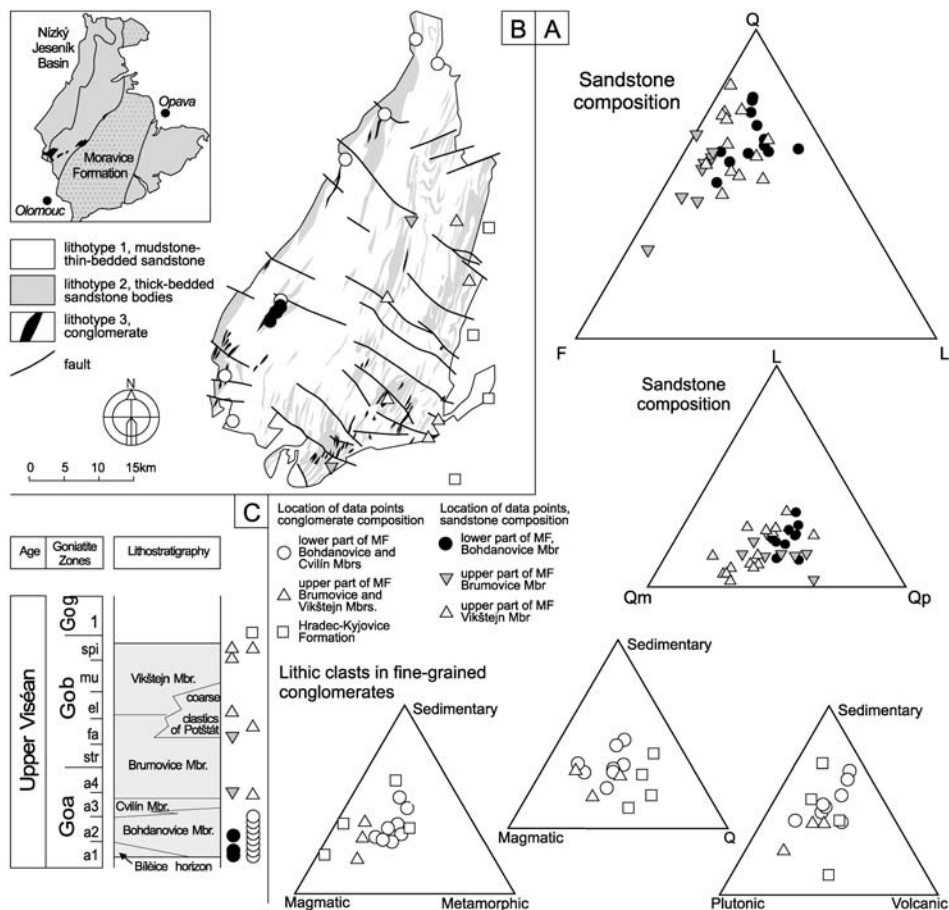 Nízký
Jeseník
Basin
Opava
Moravice
Formation
Olomouc
lithotype 1, mudstone-
thin-bedded sandstone
lithotype 2, thick-bedded
sandstone bodies
lithotype 3,
conglomerate
fault
N
0 5 10 15km
B
A
Sandstone
composition
Q
F
L
Sandstone
composition
L
Qm
Qp
C
Age
Goniatite
Zones
Lithostratigraphy
Upper Viséan
Gog
1
Gob
spi
mu
el
fa
str
Goa
a4
a3
a2
a1
Vikštejn Mbr.
coarse
clastics
of Potštát
Brumovice Mbr.
Cvilín Mbr.
Bohdanovice Mbr.
Bílèice horizon
Location of data points
conglomerate composition
lower part of MF
Bohdanovice and
Cvilín Mbrs
upper part of MF
Brumovice and
Vikštejn Mbrs.
Hradec-Kyjovice
Formation
Location of data points,
sandstone composition
lower part of MF,
Bohdanovice Mbr
upper part of MF
Brumovice Mbr
upper part of MF
Vikštejn Mbr
Lithic clasts in fine-grained
conglomerates
Sedimentary
Magmatic
Metamorphic
Sedimentary
Magmatic
Q
Sedimentary
Plutonic
Volcanic